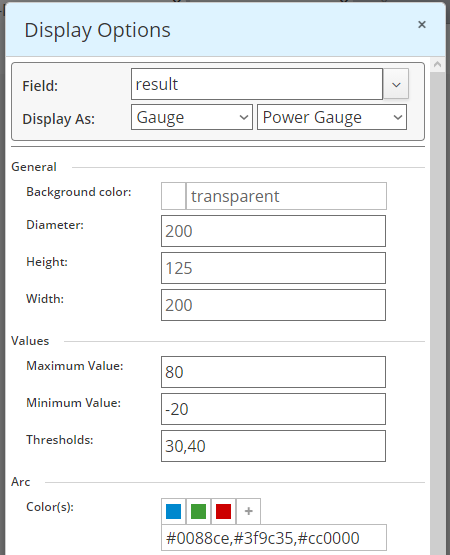 Display Options ×
Field: result
Display As: Gauge Power Gauge
General
Background color: transparent
Diameter: 200
Height: 125
Width: 200
Values
Maximum Value: 80
Minimum Value: -20
Thresholds: 30,40
Arc
Color(s): +
#0088ce,#3f9c35,#cc0000